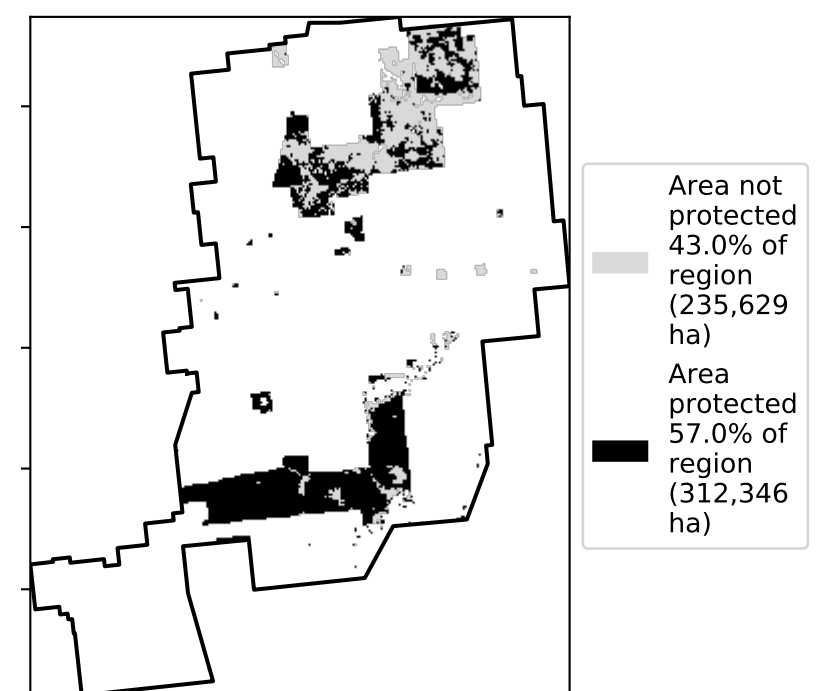 Area not
protected
43.0% of
region
(235,629
ha)
Area
protected
57.0% of
region
(312,346
ha)